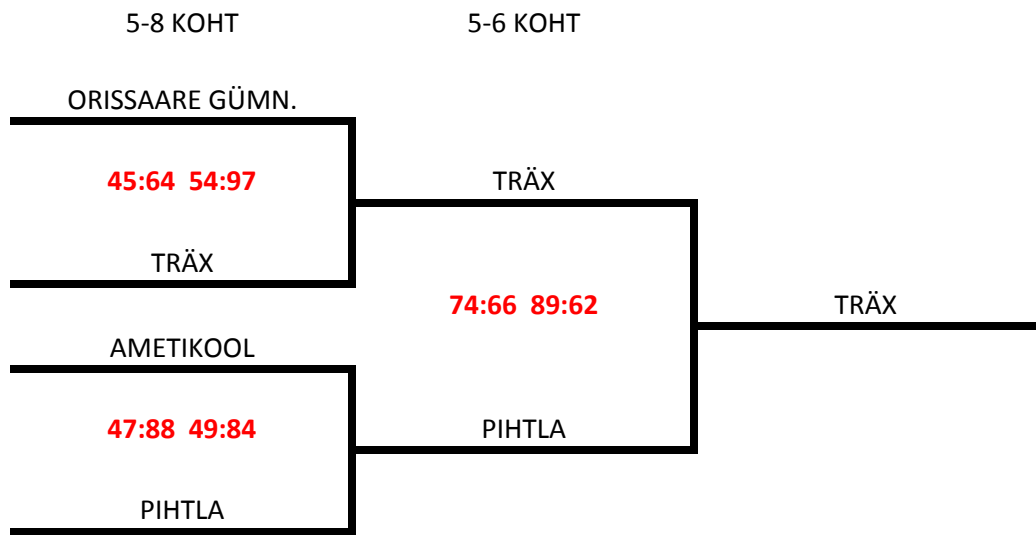 5-8 KOHT 5-6 KOHT
ORISSAARE GÜMN.
45:64 54:97 TRÄX
TRÄX
74:66 89:62 TRÄX
AMETIKOOL
47:88 49:84 PIHTLA
PIHTLA